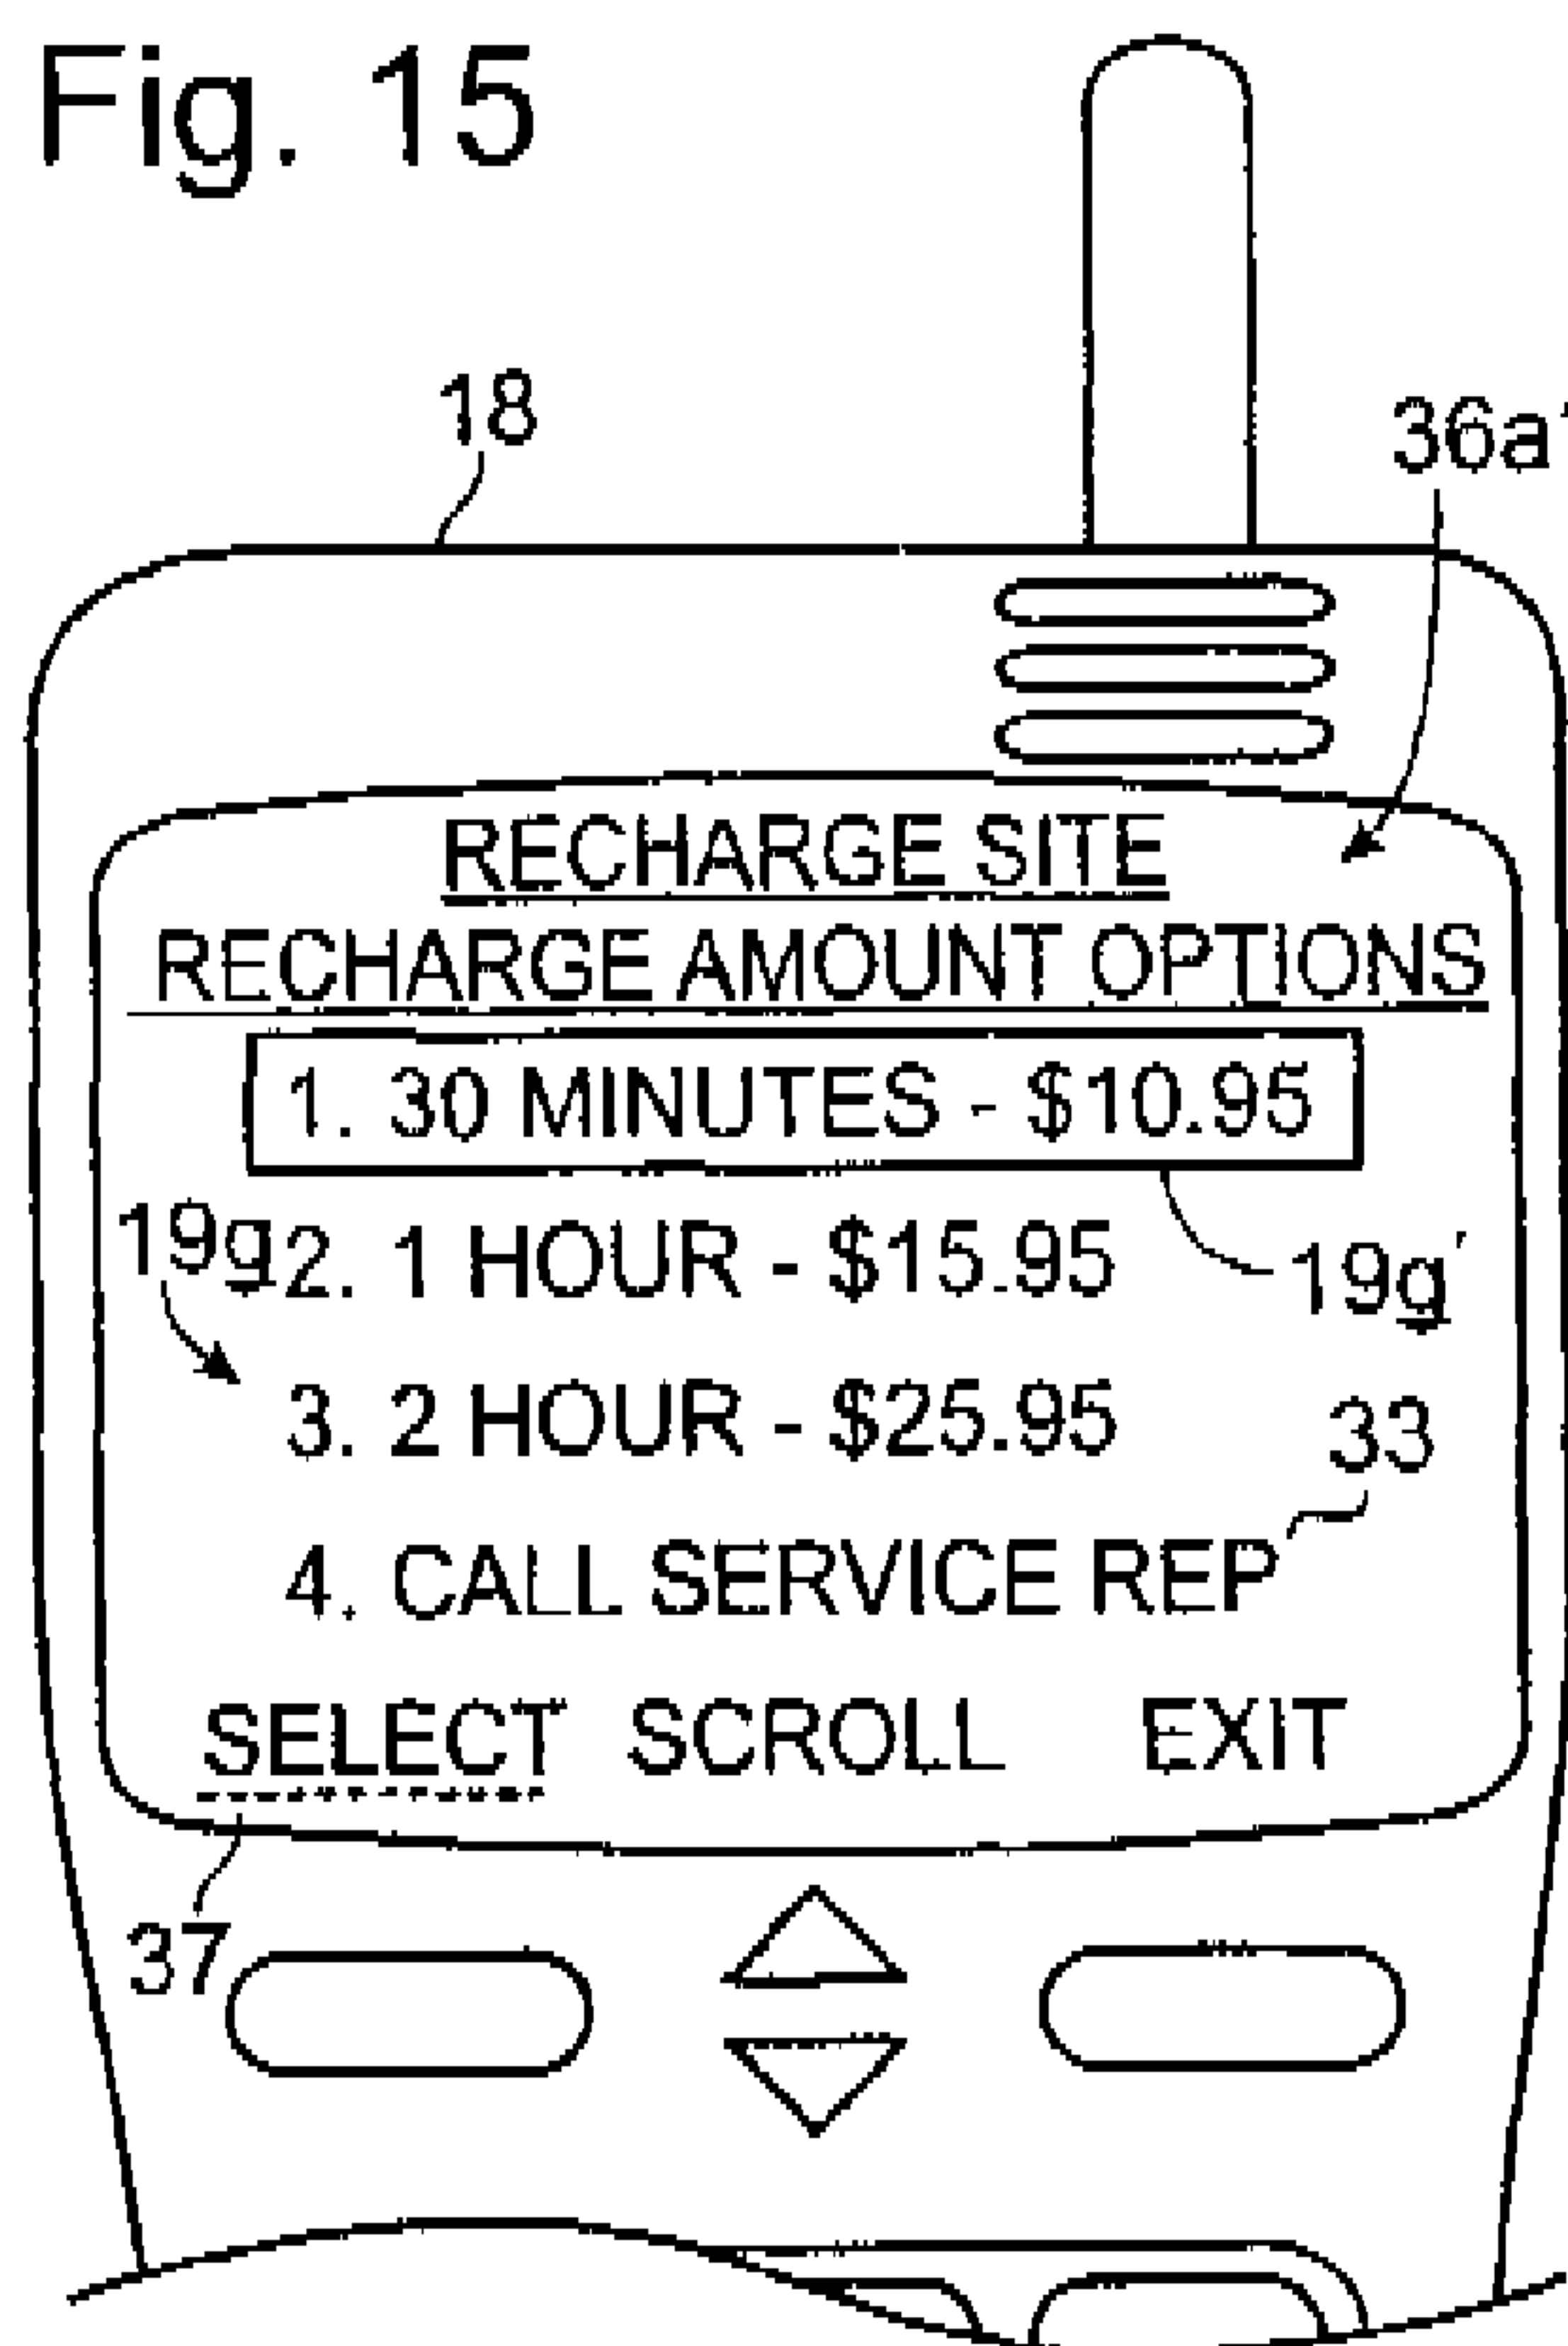 Fig. 15
18
36a'
RECHARGE SITE
RECHARGE AMOUNT OPTIONS
1. 30 MINUTES - $10.95
19g
2. 1 HOUR - $15.95
19g'
3. 2 HOUR - $25.95
33
4. CALL SERVICE REP
SELECT SCROLL EXIT
37